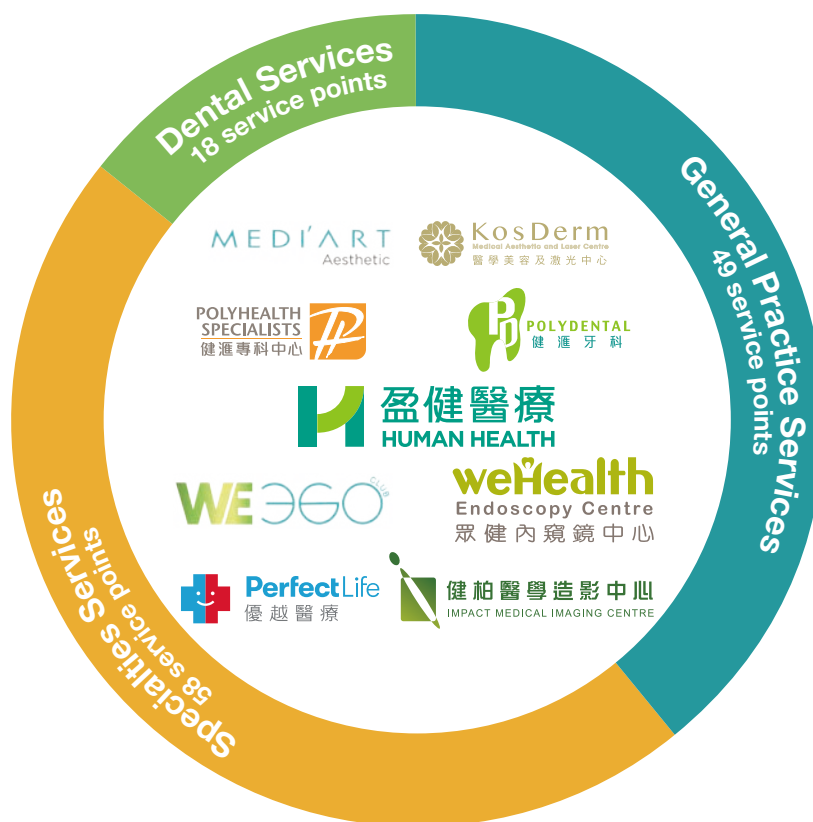 Dental Services
18 service points
General Practice Services
49 service points
Specialties Services
58 service points
MEDI'ART
Aesthetic
KosDerm
Medical Aesthetic and Laser Centre
醫學美容及激光中心
POLYHEALTH
SPECIALISTS
健滙專科中心
PD
POLYDENTAL
健滙牙科
盈健醫療
HUMAN HEALTH
WE 360
CLUB
weHealth
Endoscopy Centre
眾健內窺鏡中心
PerfectLife
優越醫療
健柏醫學造影中心
IMPACT MEDICAL IMAGING CENTRE